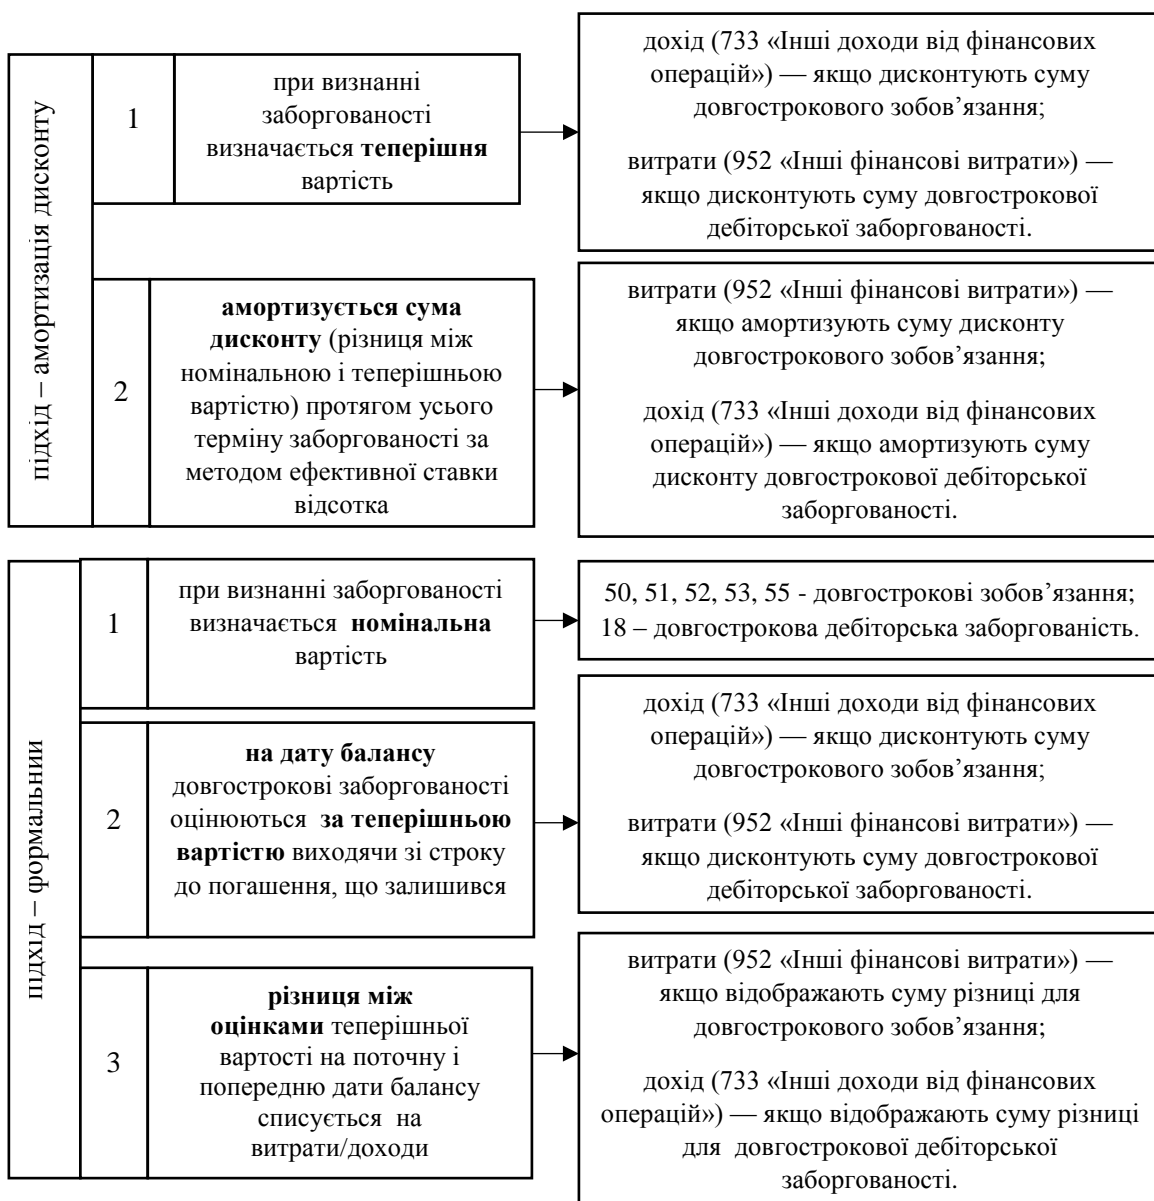 підхід – амортизація дисконту
1
при визнанні
заборгованості
визначається теперішня
вартість
дохід (733 «Інші доходи від фінансових
операцій») — якщо дисконтують суму
довгострокового зобов’язання;
витрати (952 «Інші фінансові витрати») —
якщо дисконтують суму довгострокової
дебіторської заборгованості.
2
амортизується сума
дисконту (різниця між
номінальною і теперішньою
вартістю) протягом усього
терміну заборгованості за
методом ефективної ставки
відсотка
витрати (952 «Інші фінансові витрати») —
якщо амортизують суму дисконту
довгострокового зобов’язання;
дохід (733 «Інші доходи від фінансових
операцій») — якщо амортизують суму
дисконту довгострокової дебіторської
заборгованості.
підхід – формальний
1
при визнанні заборгованості
визначається номінальна
вартість
50, 51, 52, 53, 55 - довгострокові зобов’язання;
18 – довгострокова дебіторська заборгованість.
2
на дату балансу
довгострокові заборгованості
оцінюються за теперішньою
вартістю виходячи зі строку
до погашення, що залишився
дохід (733 «Інші доходи від фінансових
операцій») — якщо дисконтують суму
довгострокового зобов’язання;
витрати (952 «Інші фінансові витрати») —
якщо дисконтують суму довгострокової
дебіторської заборгованості.
3
різниця між
оцінками теперішньої
вартості на поточну і
попередню дати балансу
списується на
витрати/доходи
витрати (952 «Інші фінансові витрати») —
якщо відображають суму різниці для
довгострокового зобов’язання;
дохід (733 «Інші доходи від фінансових
операцій») — якщо відображають суму різниці
для довгострокової дебіторської
заборгованості.